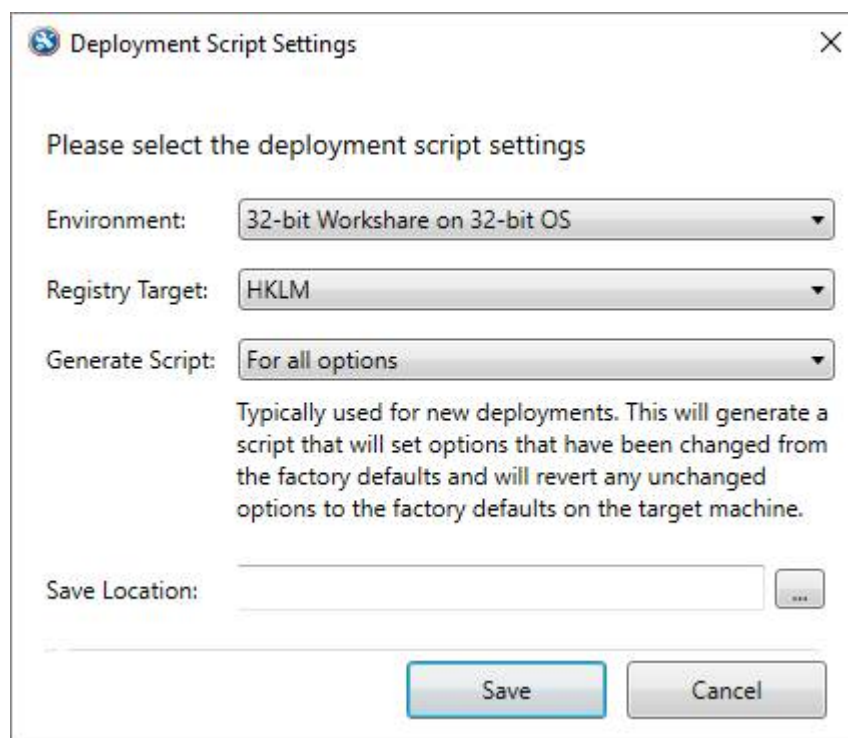 Deployment Script Settings
Please select the deployment script settings
Environment: 32-bit Workshare on 32-bit OS
Registry Target: HKLM
Generate Script: For all options
Typically used for new deployments. This will generate a
script that will set options that have been changed from
the factory defaults and will revert any unchanged
options to the factory defaults on the target machine.
Save Location: ...
Save Cancel